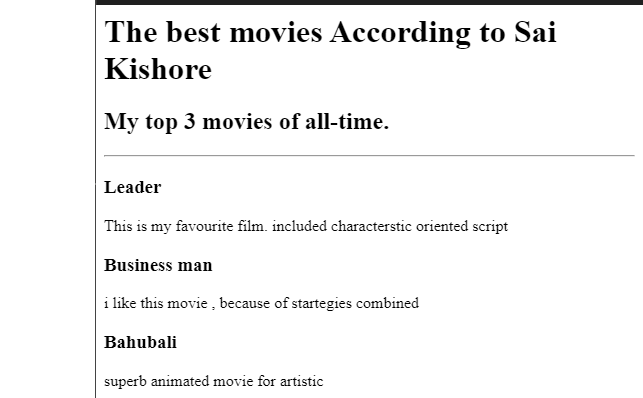 The best movies According to Sai
Kishore
My top 3 movies of all-time.
Leader
This is my favourite film. included characterstic oriented script
Business man
i like this movie , because of startegies combined
Bahubali
superb animated movie for artistic